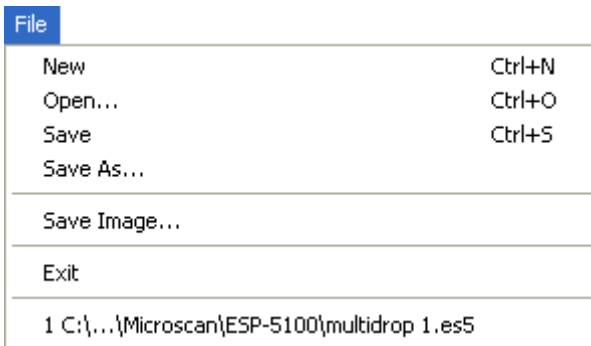 File
New Ctrl+N
Open... Ctrl+O
Save Ctrl+S
Save As...
Save Image...
Exit
1 C:\...\Microscan\ESP-5100\multidrop 1.es5